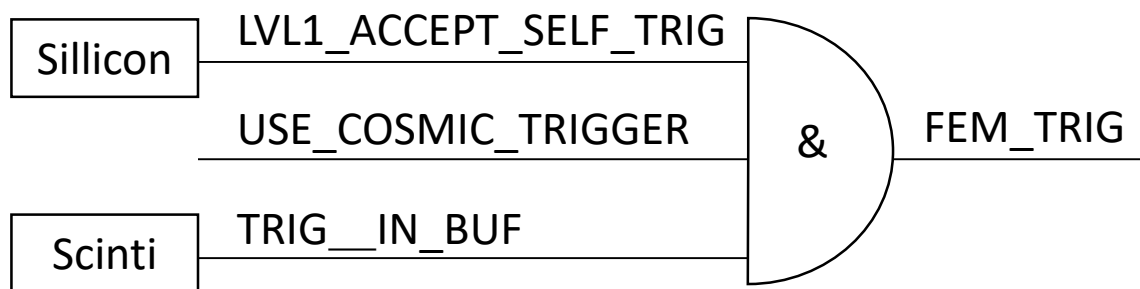 LVL1_ACCEPT_SELF_TRIG
Sillicon
USE_COSMIC_TRIGGER
&
FEM_TRIG
TRIG__IN_BUF
Scinti